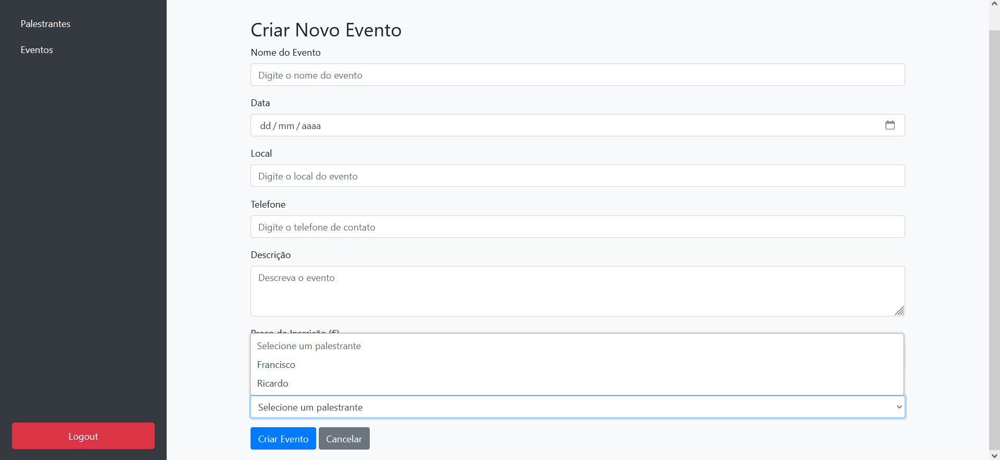 Palestrantes
Eventos
Logout
Criar Novo Evento
Nome do Evento
Digite o nome do evento
Data
dd/mm/aaaa
Local
Digite o local do evento
Telefone
Digite o telefone de contato
Descrição
Descreva o evento
Preço de Inscrição (€)
Selecione um palestrante
Francisco
Ricardo
Selecione um palestrante
Criar Evento
Cancelar